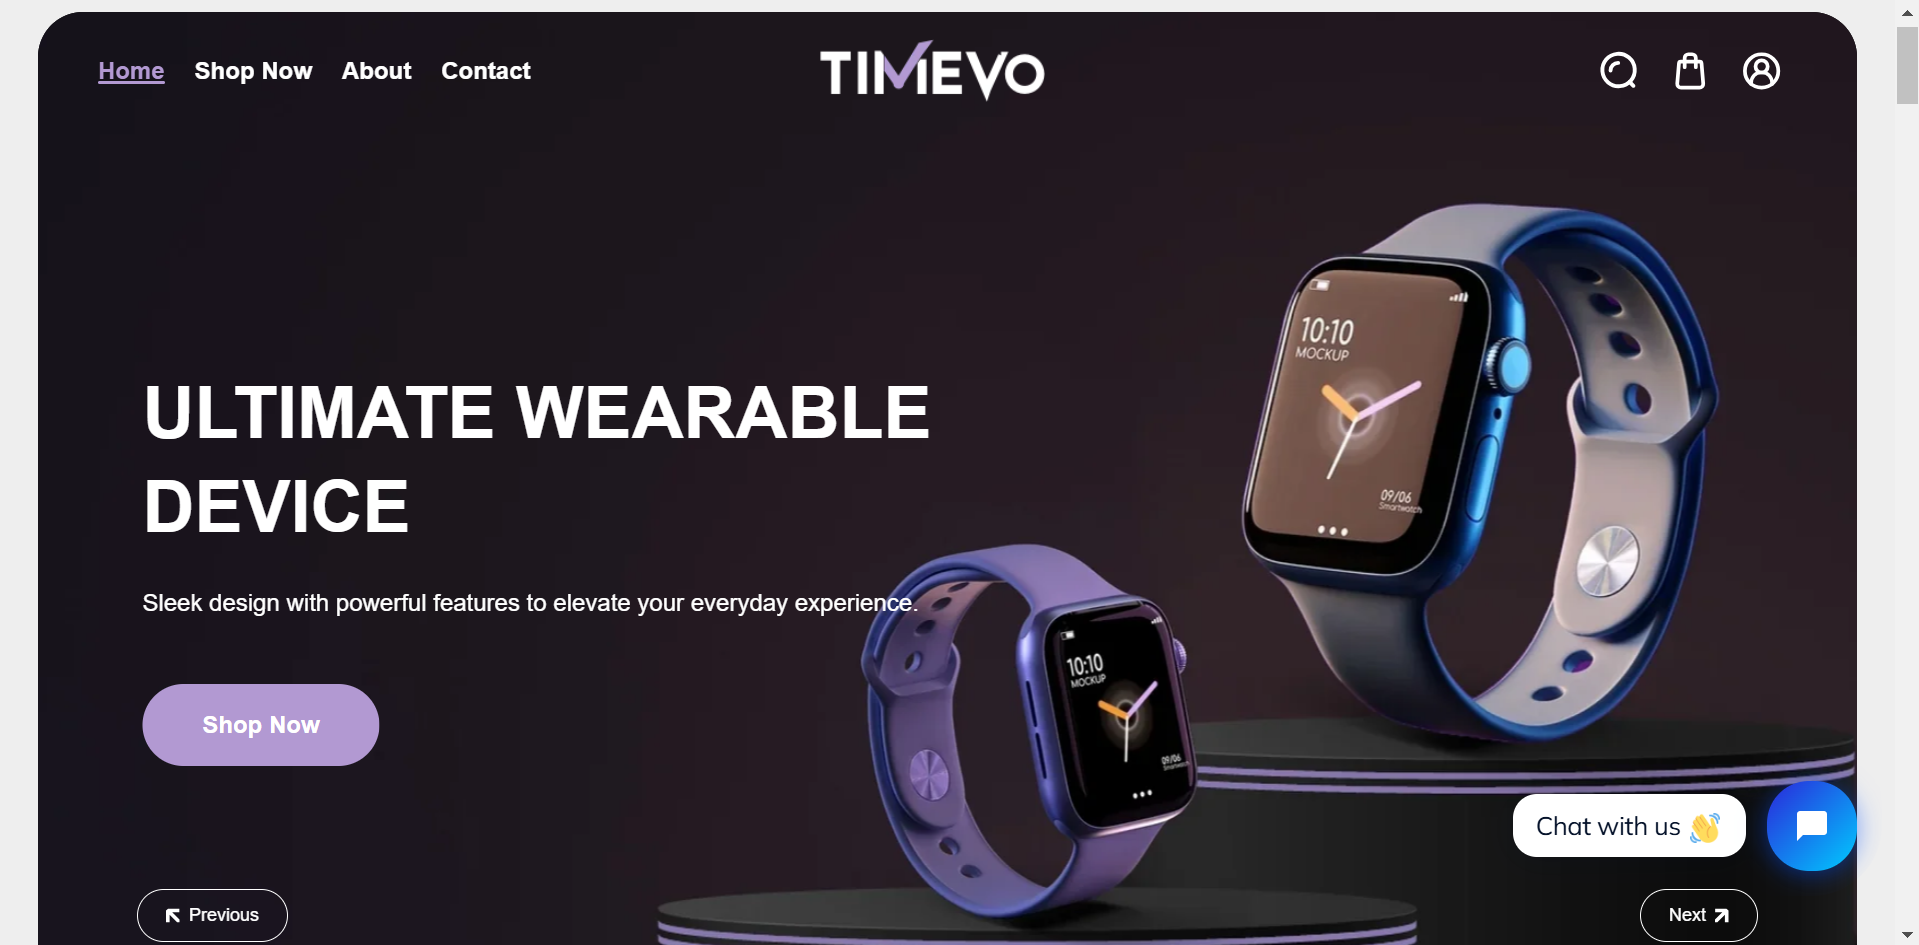 Home Shop Now About Contact
TIMEVO
ULTIMATE WEARABLE
DEVICE
Sleek design with powerful features to elevate your everyday experience.
Shop Now
10:10
MOCKUP
09/06
Smartwatch
10:10
MOCKUP
09/06
Smartwatch
Chat with us 👋
Previous
Next